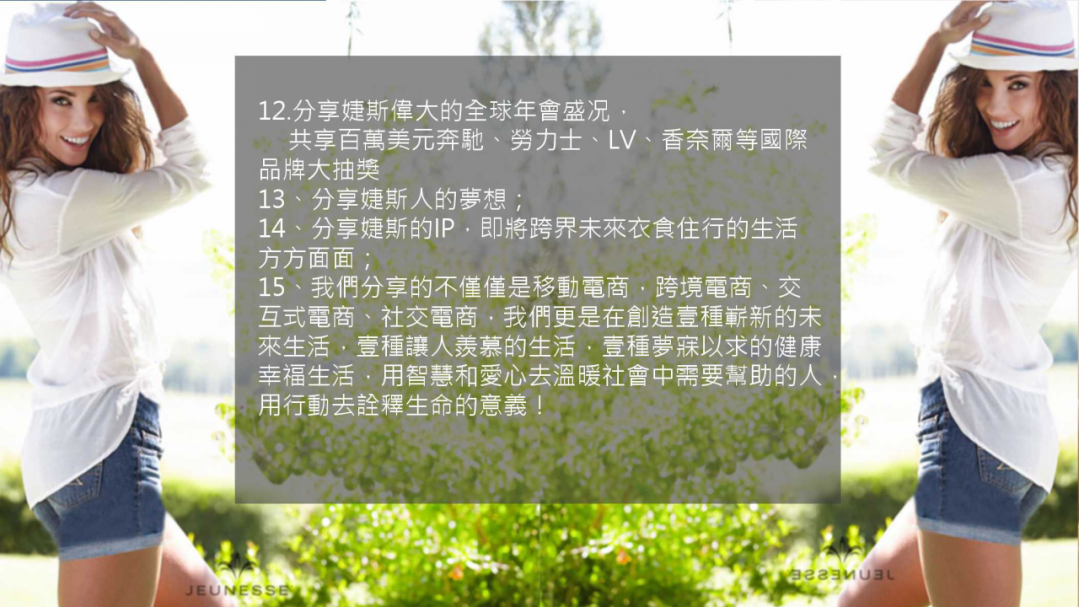 12.分享婕斯偉大的全球年會盛况，
共享百萬美元奔馳、勞力士、LV、香奈爾等國際
品牌大抽獎
13、分享婕斯人的夢想；
14、分享婕斯的IP，即將跨界未來衣食住行的生活
方方面面；
15、我們分享的不僅僅是移動電商，跨境電商、交
互式電商、社交電商，我們更是在創造壹種嶄新的未
來生活，壹種讓人羨慕的生活，壹種夢寐以求的健康
幸福生活，用智慧和愛心去溫暖社會中需要幫助的人，
用行動去詮釋生命的意義！
JEUNESSE
JEUNESSE